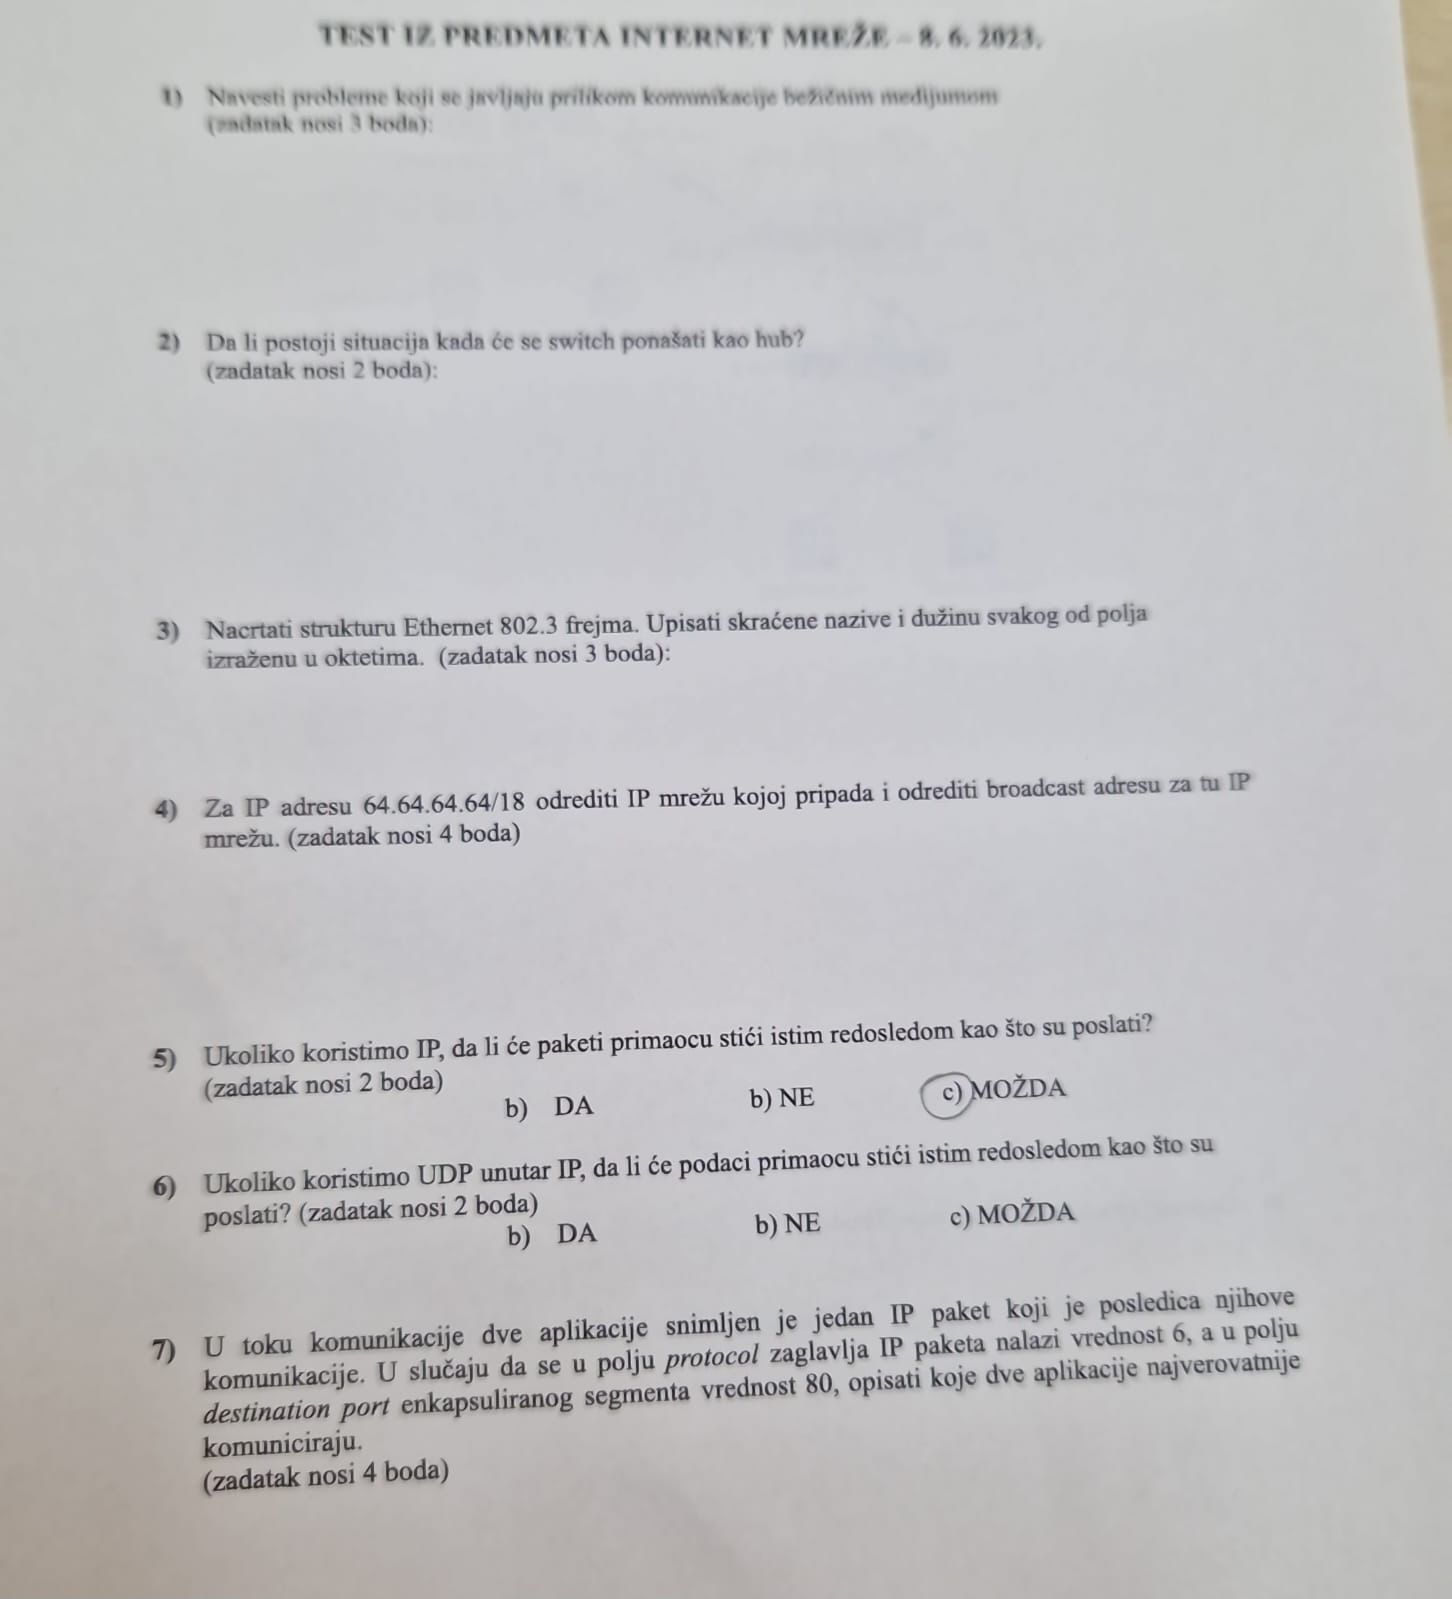 TEST IZ PREDMETA INTERNET MREŽE – 8. 6. 2023.
1) Navesti probleme koji se javljaju prilikom komunikacije bežičnim medijumom
(zadatak nosi 3 boda):
2) Da li postoji situacija kada će se switch ponašati kao hub?
(zadatak nosi 2 boda):
3) Nacrtati strukturu Ethernet 802.3 frejma. Upisati skraćene nazive i dužinu svakog od polja
izraženu u oktetima. (zadatak nosi 3 boda):
4) Za IP adresu 64.64.64.64/18 odrediti IP mrežu kojoj pripada i odrediti broadcast adresu za tu IP
mrežu. (zadatak nosi 4 boda)
5) Ukoliko koristimo IP, da li će paketi primaocu stići istim redosledom kao što su poslati?
(zadatak nosi 2 boda)
b) DA b) NE c) MOŽDA
6) Ukoliko koristimo UDP unutar IP, da li će podaci primaocu stići istim redosledom kao što su
poslati? (zadatak nosi 2 boda)
b) DA b) NE c) MOŽDA
7) U toku komunikacije dve aplikacije snimljen je jedan IP paket koji je posledica njihove
komunikacije. U slučaju da se u polju protocol zaglavlja IP paketa nalazi vrednost 6, a u polju
destination port enkapsuliranog segmenta vrednost 80, opisati koje dve aplikacije najverovatnije
komuniciraju.
(zadatak nosi 4 boda)